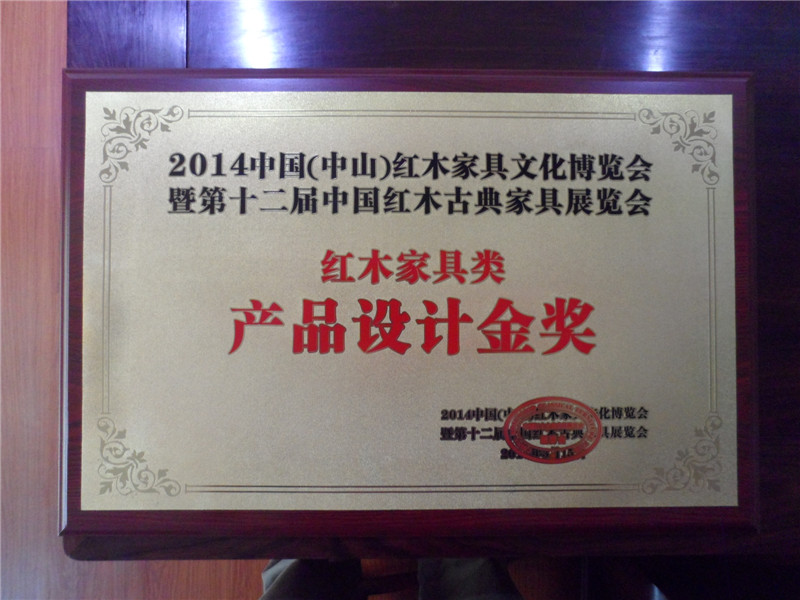 2014中国(中山)红木家具文化博览会
暨第十二届中国红木古典家具展览会
红木家具类
产品设计金奖
2014中国(中山)红木家具文化博览会
暨第十二届中国红木古典家具展览会